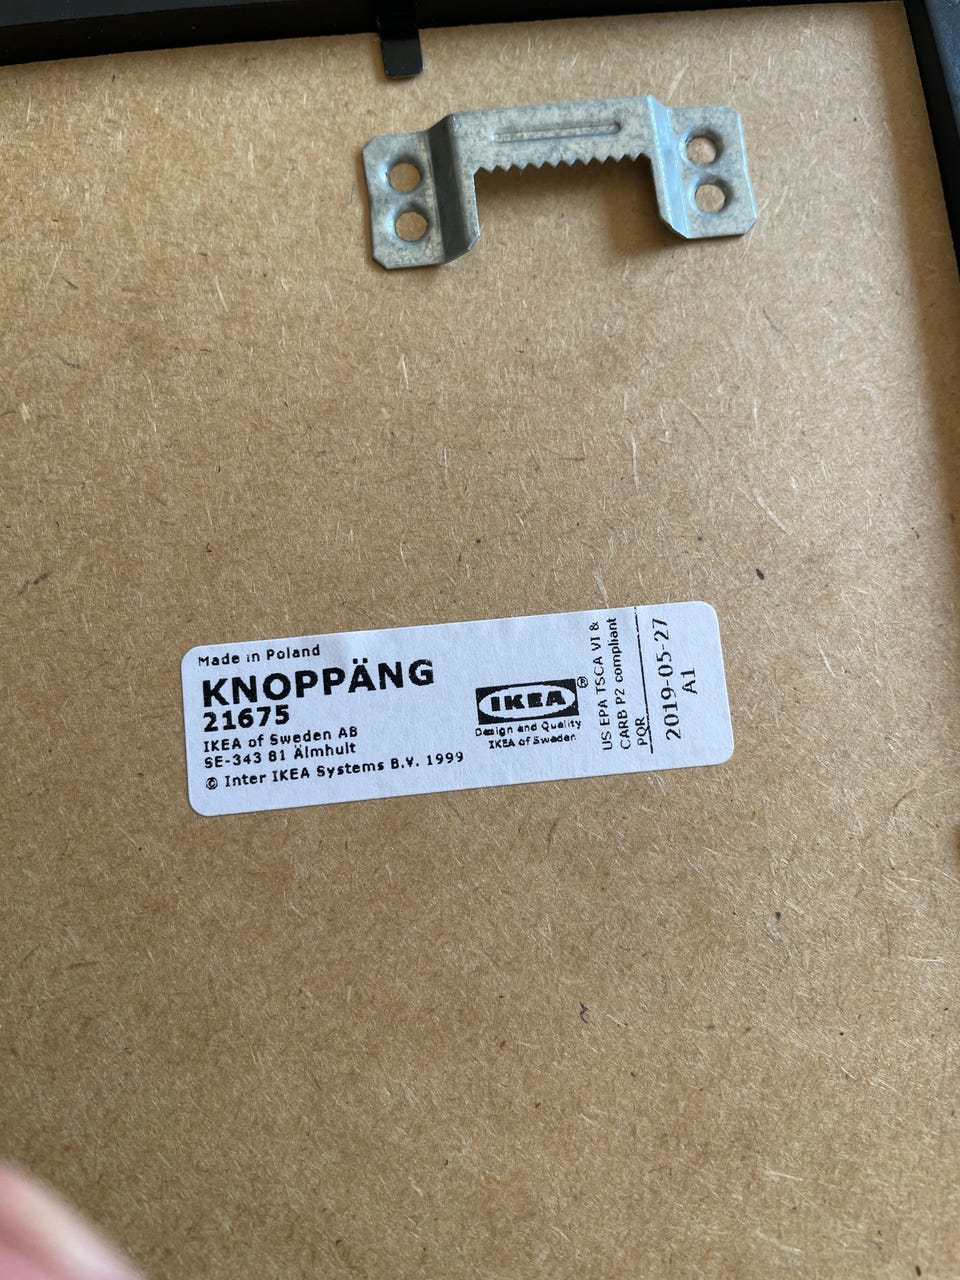 Made in Poland
KNOPPÄNG
21675
IKEA of Sweden AB
SE-343 81 Älmhult
© Inter IKEA Systems B.V. 1999
IKEA®
Design and Quality
IKEA of Sweden
US EPA TSCA VI &
CARB P2 compliant
PQR
2019-05-27
A1